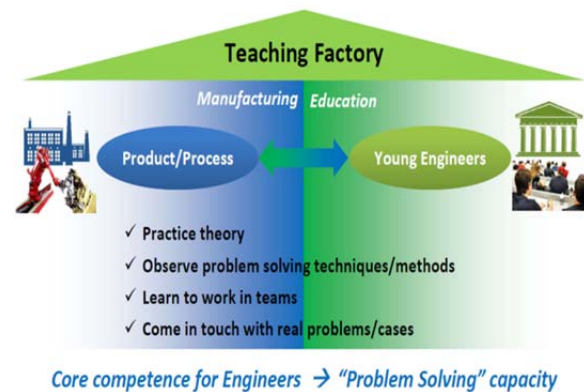 Teaching Factory
Manufacturing Education
Product/Process
Young Engineers
✓ Practice theory
✓ Observe problem solving techniques/methods
✓ Learn to work in teams
✓ Come in touch with real problems/cases
Core competence for Engineers → “Problem Solving” capacity